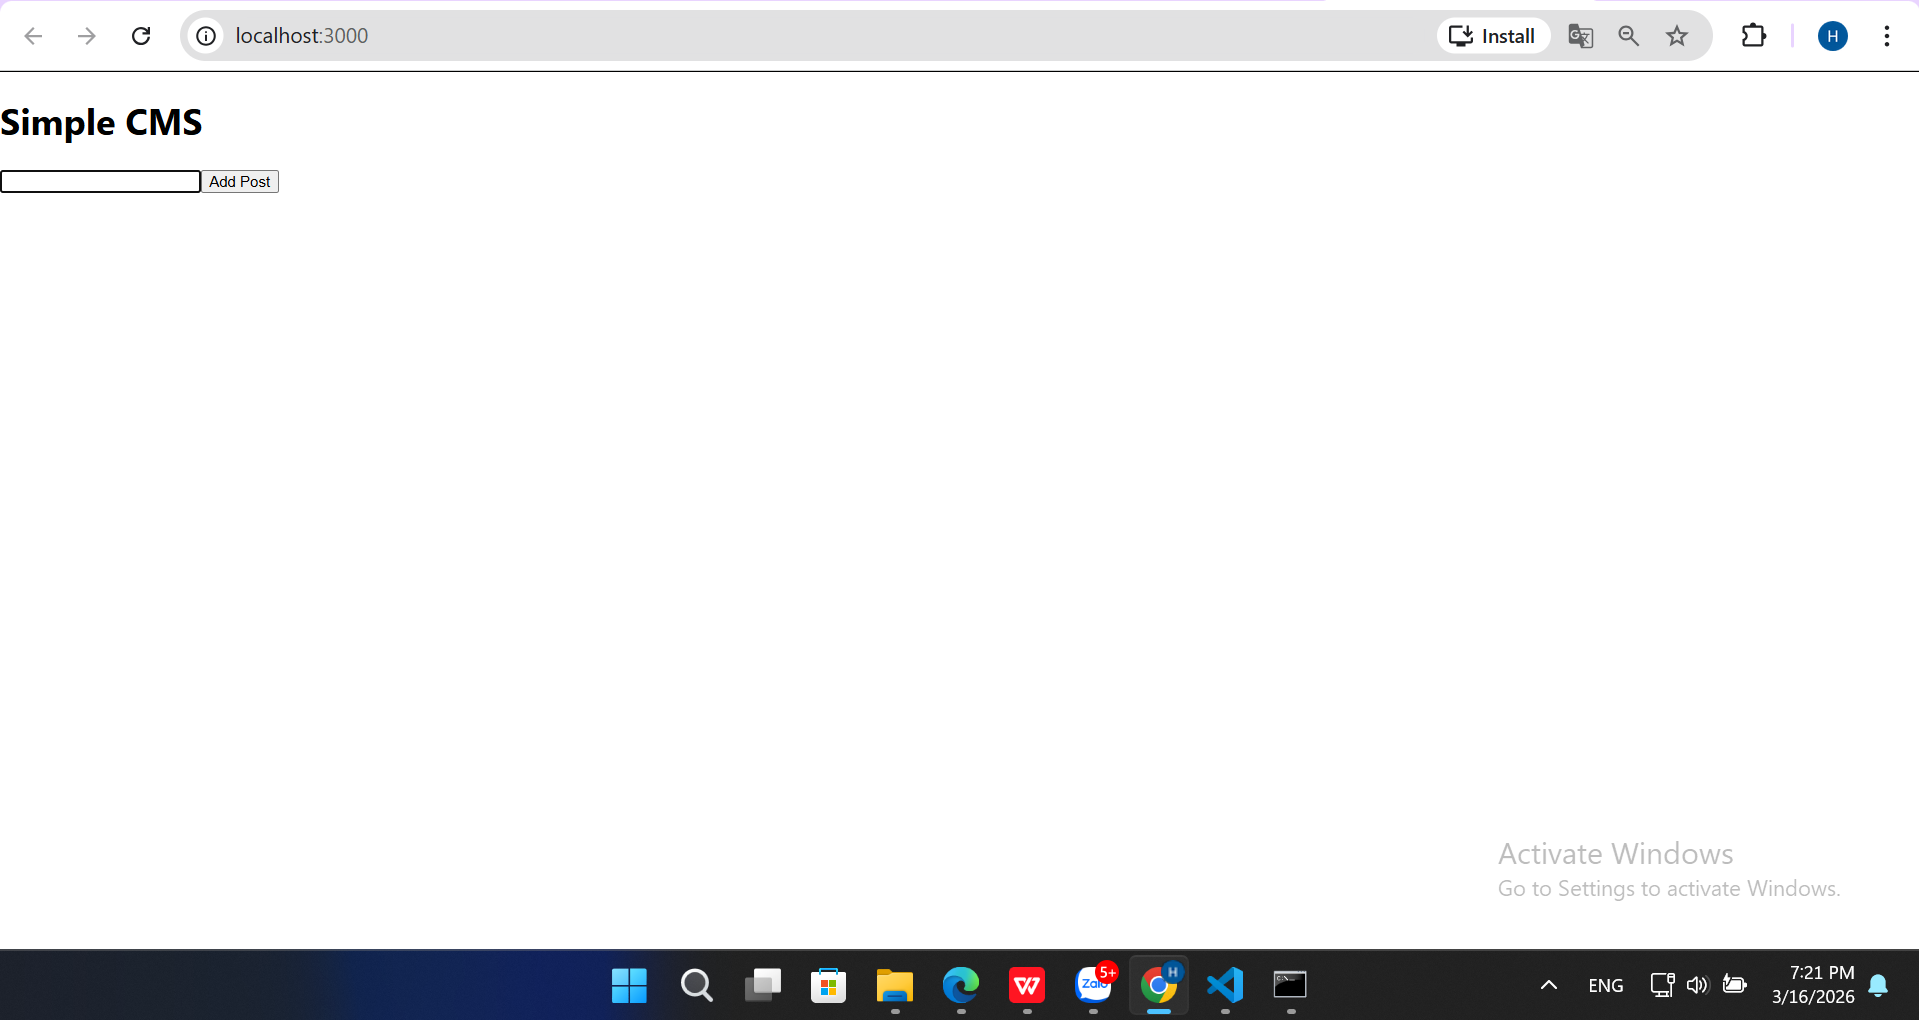 localhost:3000
Install
H
Simple CMS
Add Post
Activate Windows
Go to Settings to activate Windows.
5+
Zalo
H
ENG
7:21 PM
3/16/2026